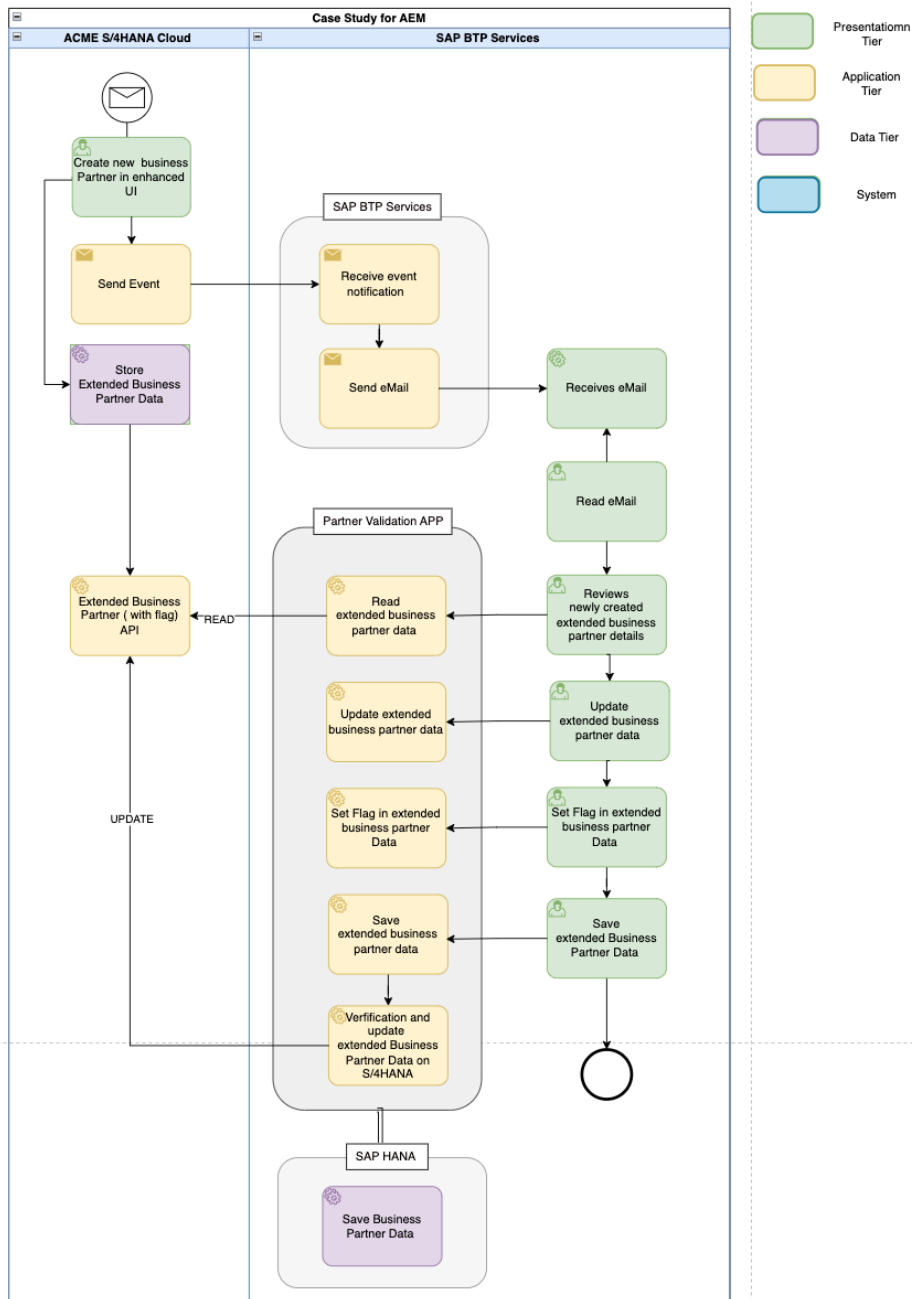 Case Study for AEM
ACME S/4HANA Cloud
SAP BTP Services
Presentatiomn
Tier
Application
Tier
Data Tier
System
Create new business
Partner in enhanced
UI
SAP BTP Services
Send Event
Receive event
notification
Store
Extended Business
Partner Data
Send eMail
Receives eMail
Read eMail
Partner Validation APP
Extended Business
Partner ( with flag)
API
READ
Read
extended business
partner data
Reviews
newly created
extended business
partner details
Update extended
business partner data
Update
extended business
partner data
UPDATE
Set Flag in extended
business partner
Data
Set Flag in extended
business partner
Data
Save
extended business
partner data
Save
extended Business
Partner Data
Verfification and
update
extended Business
Partner Data on
S/4HANA
SAP HANA
Save Business
Partner Data